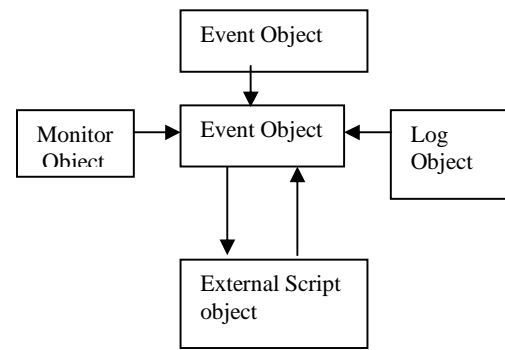 Event Object
Monitor
Object
Event Object
Log
Object
External Script
object